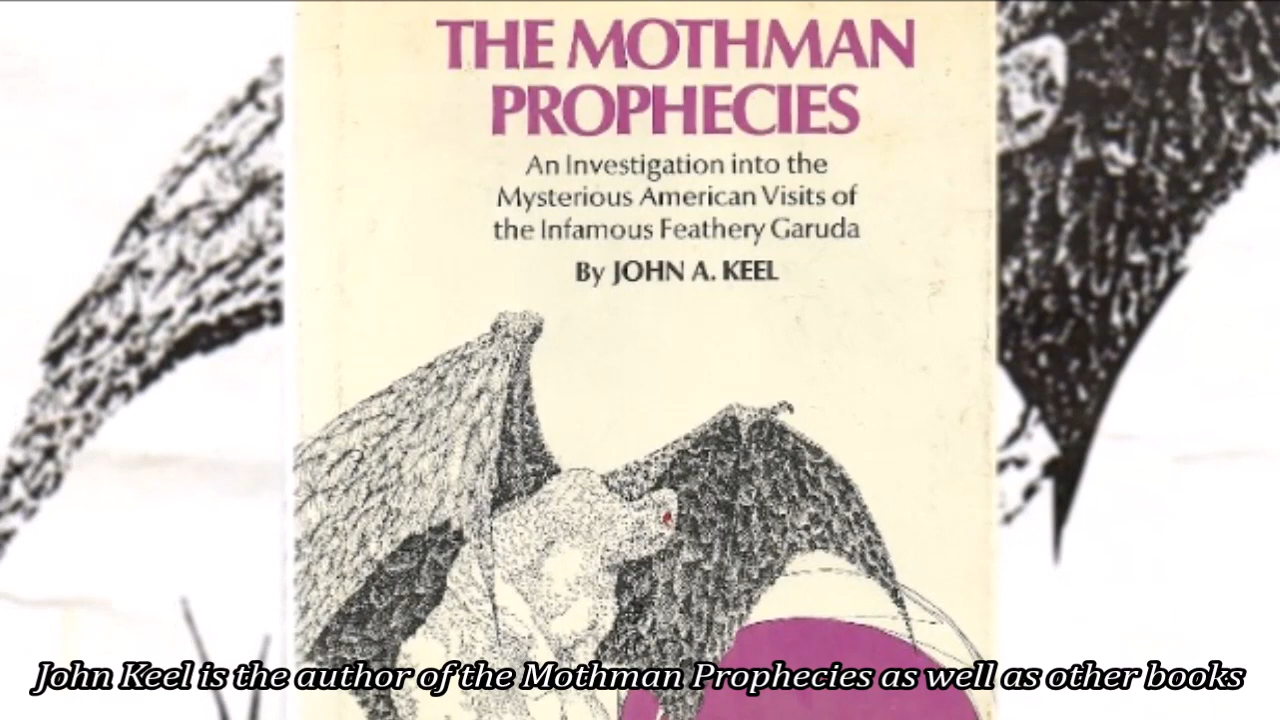 THE MOTHMAN
PROPHECIES
An Investigation into the
Mysterious American Visits of
the Infamous Feathery Garuda
By JOHN A. KEEL
John Keel is the author of the Mothman Prophecies as well as other books